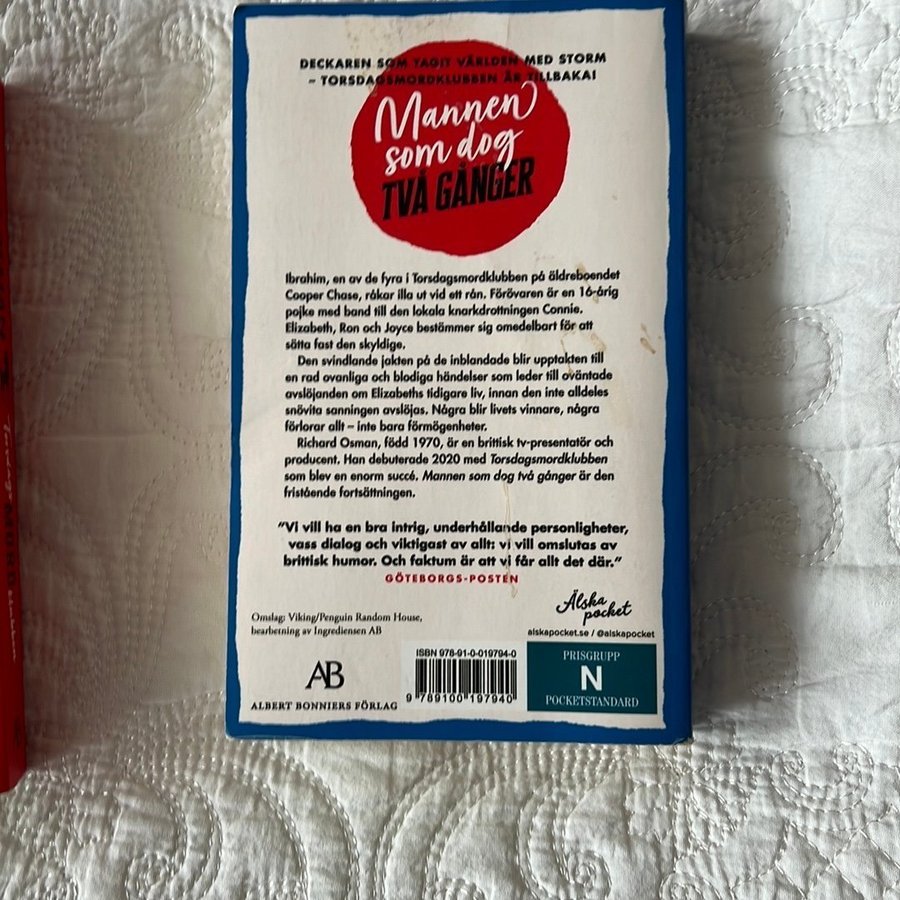 DECKAREN SOM TAGIT VÄRLDEN MED STORM
– TORSDAGSMORDKLUBBEN ÄR TILLBAKA!
Mannen
som dog
TVÅ GÅNGER
Ibrahim, en av de fyra i Torsdagsmordklubben på äldreboendet
Cooper Chase, råkar illa ut vid ett rån. Förövaren är en 16-årig
pojke med band till den lokala knarkdrottningen Connie.
Elizabeth, Ron och Joyce bestämmer sig omedelbart för att
sätta fast den skyldige.
Den svindlande jakten på de inblandade blir upptakten till
en rad ovanliga och blodiga händelser som leder till oväntade
avslöjanden om Elizabeths tidigare liv, innan den inte alldeles
snövita sanningen avslöjas. Några blir livets vinnare, några
förlorar allt – inte bara förmögenheter.
Richard Osman, född 1970, är en brittisk tv-presentatör och
producent. Han debuterade 2020 med Torsdagsmordklubben
som blev en enorm succé. Mannen som dog två gånger är den
fristående fortsättningen.
”Vi vill ha en bra intrig, underhållande personligheter,
vass dialog och viktigast av allt: vi vill omslutas av
brittisk humor. Och faktum är att vi får allt det där.”
GÖTEBORGS-POSTEN
Älska
pocket
alskapocket.se / @alskapocket
Omslag: Viking/Penguin Random House,
bearbetning av Ingrediensen AB
AB
ALBERT BONNIERS FÖRLAG
ISBN 978-91-0-019794-0
9 789100 197940
PRISGRUPP
N
POCKETSTANDARD